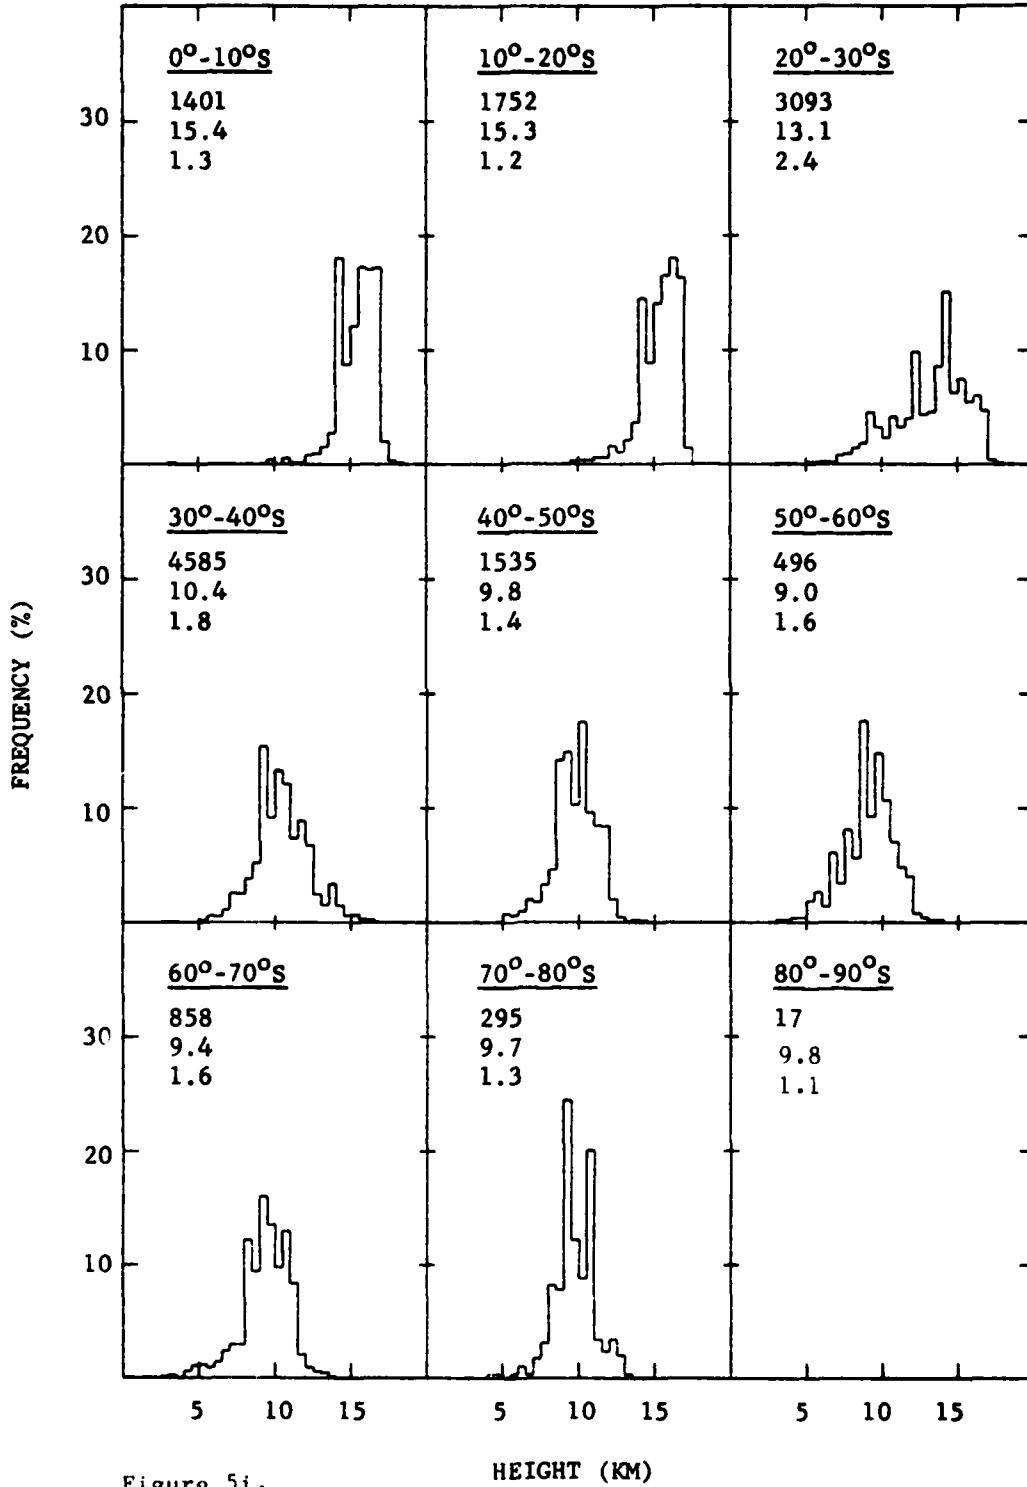 0°-10°S
1401
15.4
1.3
10°-20°S
1752
15.3
1.2
20°-30°S
3093
13.1
2.4
30
20
10
30°-40°S
4585
10.4
1.8
40°-50°S
1535
9.8
1.4
50°-60°S
496
9.0
1.6
30
20
10
FREQUENCY (%)
60°-70°S
858
9.4
1.6
70°-80°S
295
9.7
1.3
80°-90°S
17
9.8
1.1
30
20
10
5 10 15 5 10 15 5 10 15
HEIGHT (KM)
Figure 5i.